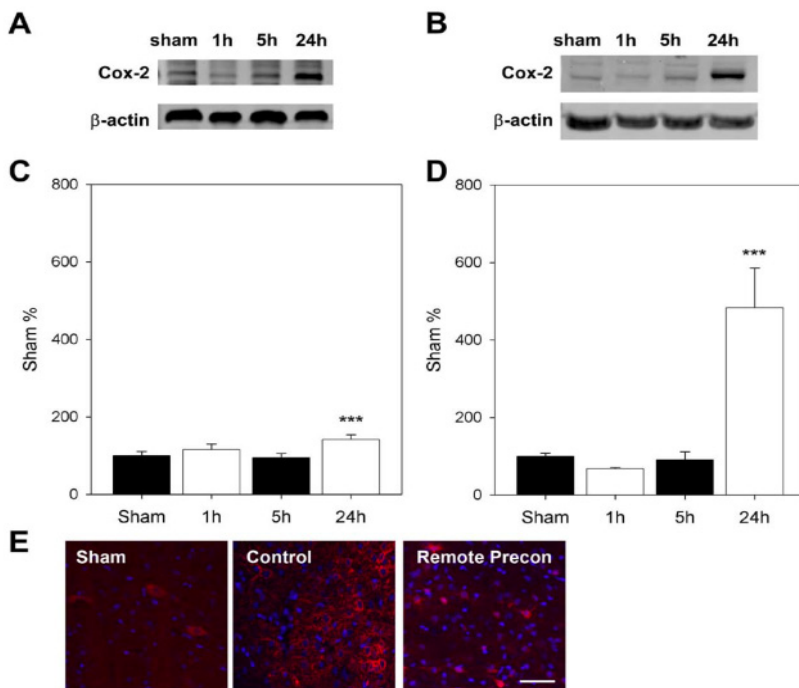 A
sham 1h 5h 24h
Cox-2
β-actin
B
sham 1h 5h 24h
Cox-2
β-actin
C
800
600
400
200
0
Sham %
***
Sham 1h 5h 24h
D
800
600
400
200
0
Sham %
***
Sham 1h 5h 24h
E
Sham Control Remote Precon